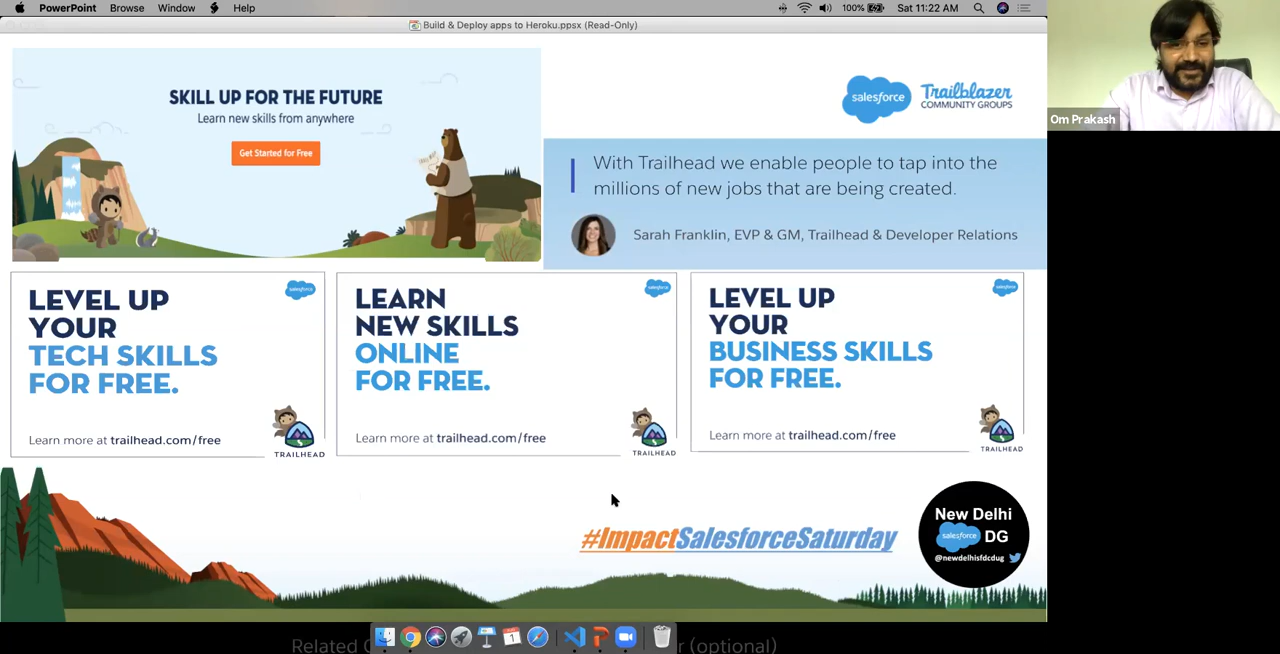 PowerPoint Browse Window Help
100% Sat 11:22 AM
Build & Deploy apps to Heroku.ppsx (Read-Only)
SKILL UP FOR THE FUTURE
Learn new skills from anywhere
Get Started for Free
salesforce
Trailblazer
COMMUNITY GROUPS
With Trailhead we enable people to tap into the
millions of new jobs that are being created.
Sarah Franklin, EVP & GM, Trailhead & Developer Relations
Om Prakash
salesforce
LEVEL UP
YOUR
TECH SKILLS
FOR FREE.
Learn more at trailhead.com/free
TRAILHEAD
salesforce
LEARN
NEW SKILLS
ONLINE
FOR FREE.
Learn more at trailhead.com/free
TRAILHEAD
salesforce
LEVEL UP
YOUR
BUSINESS SKILLS
FOR FREE.
Learn more at trailhead.com/free
TRAILHEAD
#ImpactSalesforceSaturday
New Delhi
salesforce DG
@newdelhisfdcdug
1
Related (optional)